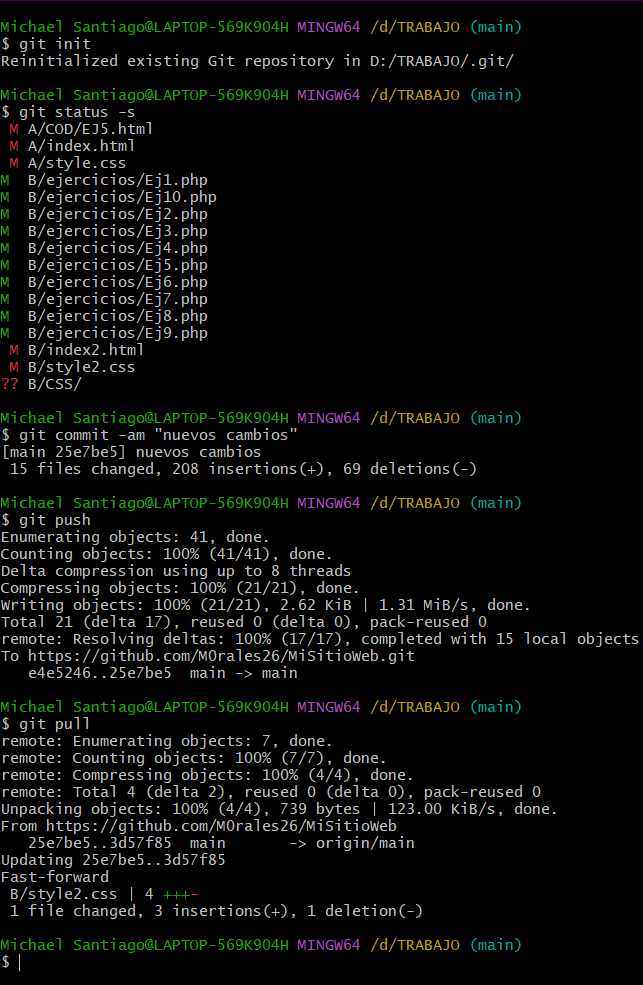 Michael Santiago@LAPTOP-569K9O4H MINGW64 /d/TRABAJO (main)
$ git init
Reinitialized existing Git repository in D:/TRABAJO/.git/
Michael Santiago@LAPTOP-569K9O4H MINGW64 /d/TRABAJO (main)
$ git status -s
 M A/COD/EJ5.html
 M A/index.html
 M A/style.css
M  B/ejercicios/Ej1.php
M  B/ejercicios/Ej10.php
M  B/ejercicios/Ej2.php
M  B/ejercicios/Ej3.php
M  B/ejercicios/Ej4.php
M  B/ejercicios/Ej5.php
M  B/ejercicios/Ej6.php
M  B/ejercicios/Ej7.php
M  B/ejercicios/Ej8.php
M  B/ejercicios/Ej9.php
 M B/index2.html
 M B/style2.css
?? B/CSS/
Michael Santiago@LAPTOP-569K9O4H MINGW64 /d/TRABAJO (main)
$ git commit -am "nuevos cambios"
[main 25e7be5] nuevos cambios
 15 files changed, 208 insertions(+), 69 deletions(-)
Michael Santiago@LAPTOP-569K9O4H MINGW64 /d/TRABAJO (main)
$ git push
Enumerating objects: 41, done.
Counting objects: 100% (41/41), done.
Delta compression using up to 8 threads
Compressing objects: 100% (21/21), done.
Writing objects: 100% (21/21), 2.62 KiB | 1.31 MiB/s, done.
Total 21 (delta 17), reused 0 (delta 0), pack-reused 0
remote: Resolving deltas: 100% (17/17), completed with 15 local objects
To https://github.com/M0rales26/MiSitioWeb.git
   e4e5246..25e7be5  main -> main
Michael Santiago@LAPTOP-569K9O4H MINGW64 /d/TRABAJO (main)
$ git pull
remote: Enumerating objects: 7, done.
remote: Counting objects: 100% (7/7), done.
remote: Compressing objects: 100% (4/4), done.
remote: Total 4 (delta 2), reused 0 (delta 0), pack-reused 0
Unpacking objects: 100% (4/4), 739 bytes | 123.00 KiB/s, done.
From https://github.com/M0rales26/MiSitioWeb
   25e7be5..3d57f85  main       -> origin/main
Updating 25e7be5..3d57f85
Fast-forward
 B/style2.css | 4 +++-
 1 file changed, 3 insertions(+), 1 deletion(-)
Michael Santiago@LAPTOP-569K9O4H MINGW64 /d/TRABAJO (main)
$